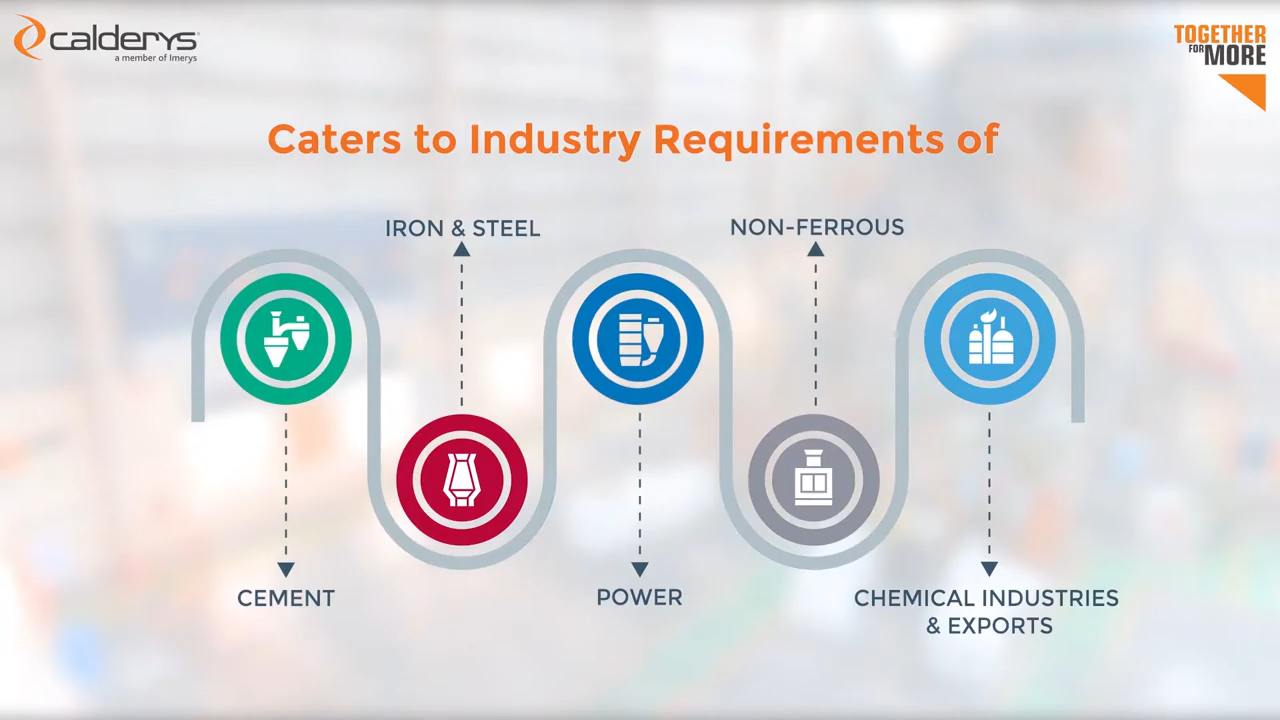 calderys
a member of Imerys
TOGETHER
FOR MORE
Caters to Industry Requirements of
IRON & STEEL
NON-FERROUS
CEMENT
POWER
CHEMICAL INDUSTRIES
& EXPORTS